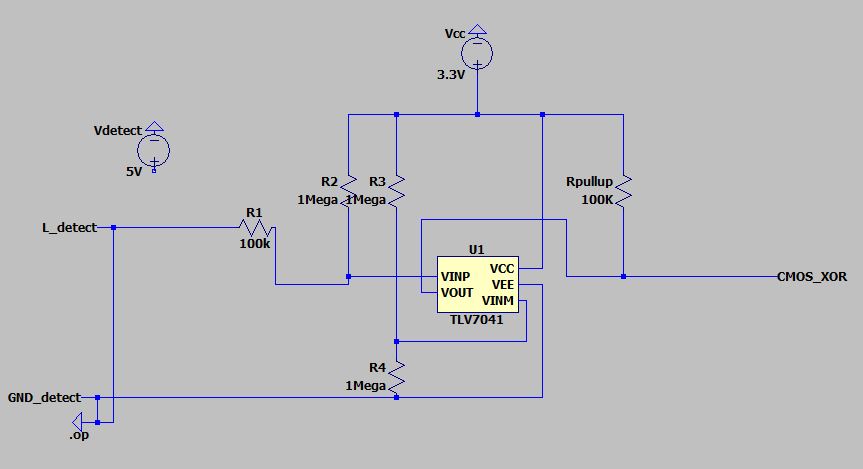 Vcc
3.3V
Vdetect
5V
R2
1Mega
R3
1Mega
Rpullup
100K
L_detect
R1
100k
U1
VINP
VCC
VOUT
VEE
VINM
TLV7041
CMOS_XOR
R4
1Mega
GND_detect
.op